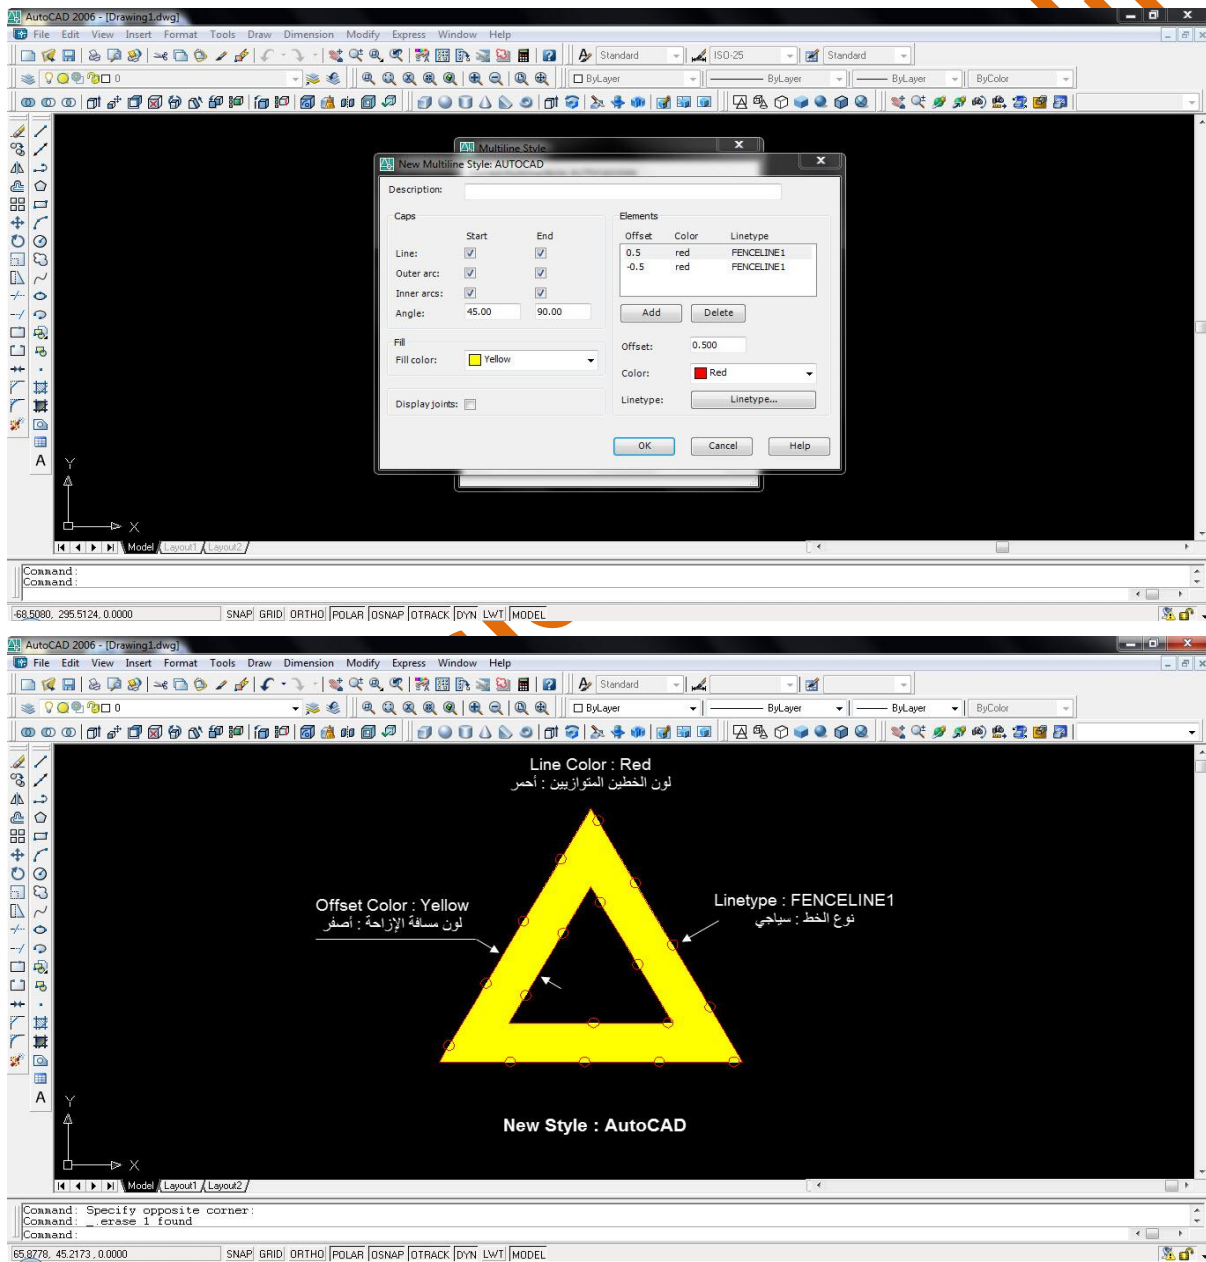 AutoCAD 2006 - [Drawing1.dwg]
File Edit View Insert Format Tools Draw Dimension Modify Express Window Help
Standard ISO-25 Standard
0 ByLayer ByLayer ByLayer ByColor
Multiline Style
New Multiline Style: AUTOCAD
Description:
Caps
Start End
Line:
Outer arc:
Inner arcs:
Angle: 45.00 90.00
Fill
Fill color: Yellow
Display joints:
Elements
Offset Color Linetype
0.5 red FENCELINE1
-0.5 red FENCELINE1
Add Delete
Offset: 0.500
Color: Red
Linetype: Linetype...
OK Cancel Help
A
Y
X
Model Layout1 Layout2
Command:
Command:
-68.5080, 295.5124, 0.0000 SNAP GRID ORTHO POLAR OSNAP OTRACK DYN LWT MODEL
AutoCAD 2006 - [Drawing1.dwg]
File Edit View Insert Format Tools Draw Dimension Modify Express Window Help
Standard
0 ByLayer ByLayer ByLayer ByColor
Line Color : Red
لون الخطين المتوازيين : أحمر
Offset Color : Yellow
لون مسافة الإزاحة : أصفر
Linetype : FENCELINE1
نوع الخط : سياجي
New Style : AutoCAD
A
Y
X
Model Layout1 Layout2
Command: Specify opposite corner:
Command: _.erase 1 found
Command:
65.8778, 45.2173, 0.0000 SNAP GRID ORTHO POLAR OSNAP OTRACK DYN LWT MODEL